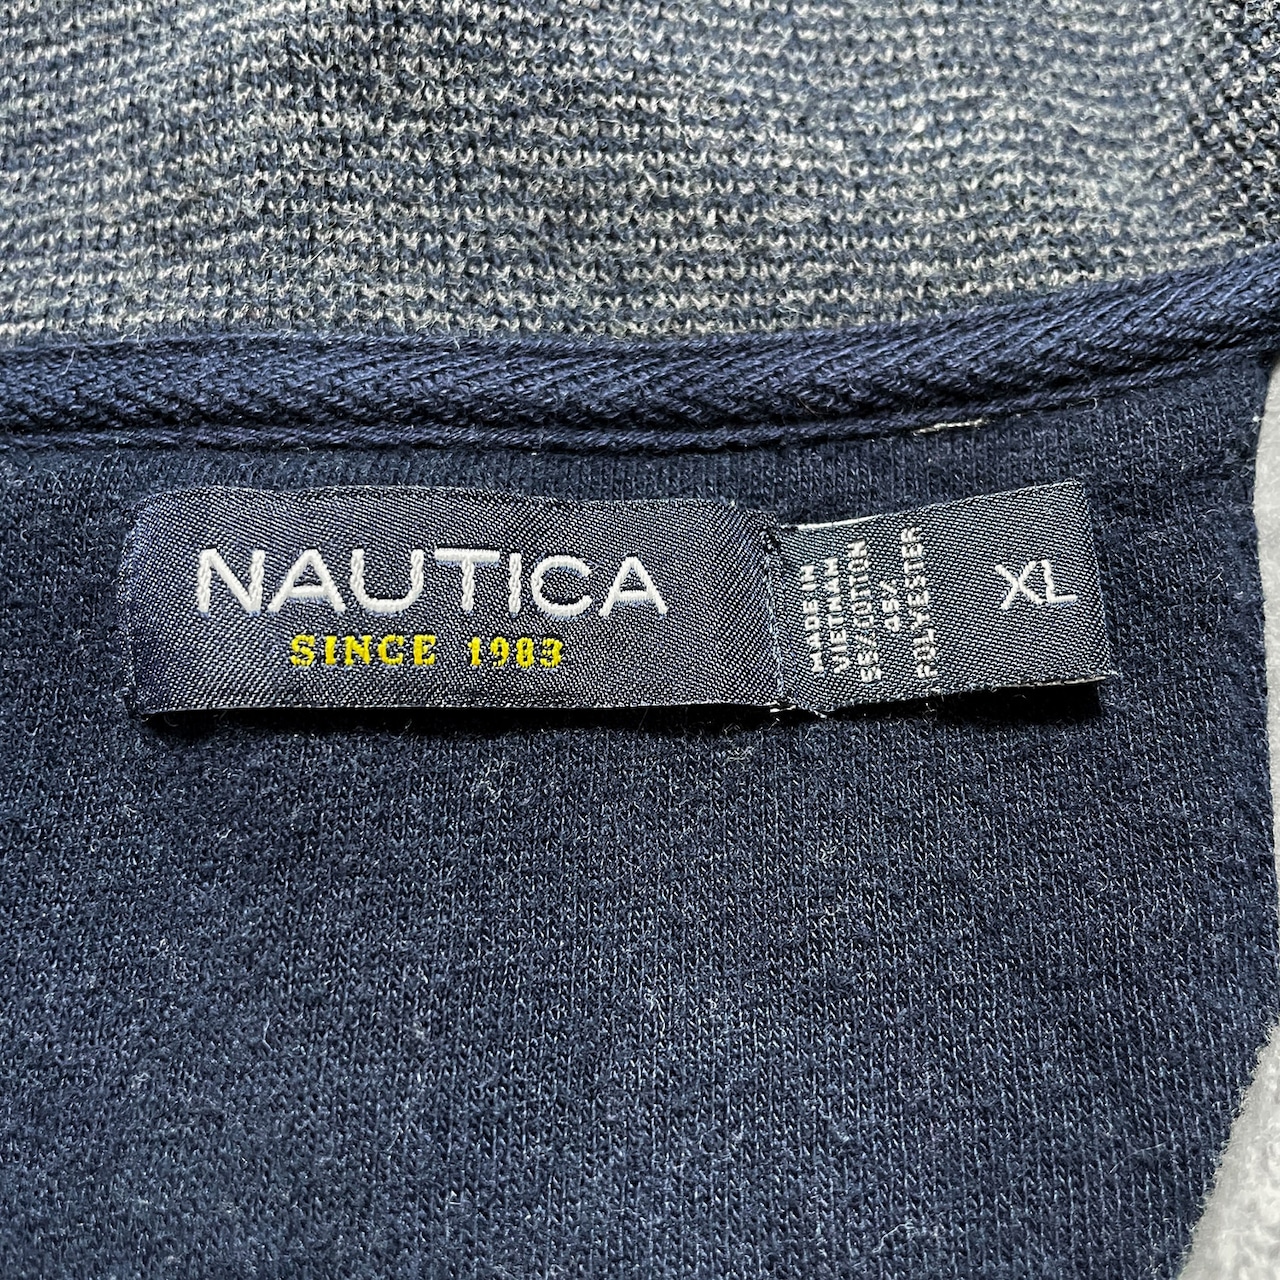 NAUTICA
SINCE 1983
MADE IN
VIETNAM
55%COTTON
45%
POLYESTER
XL